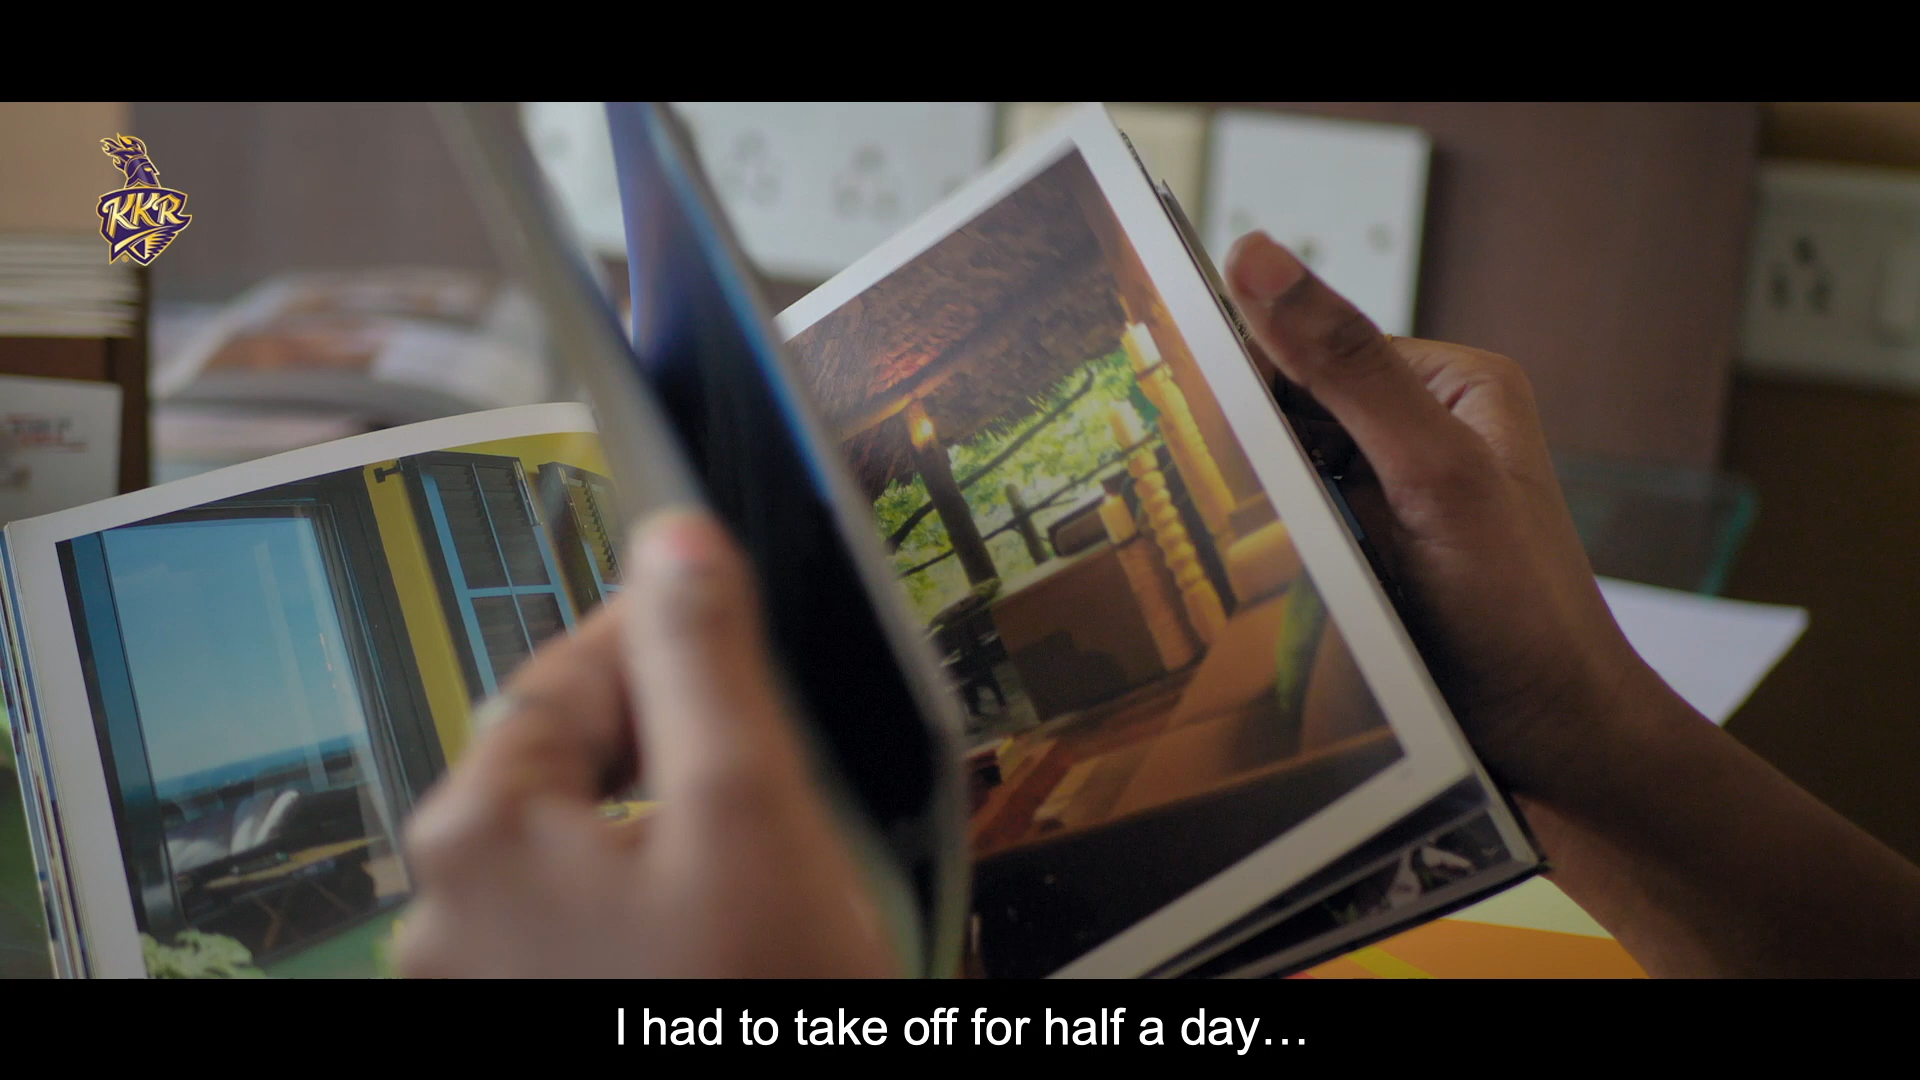 KKR
I had to take off for half a day…